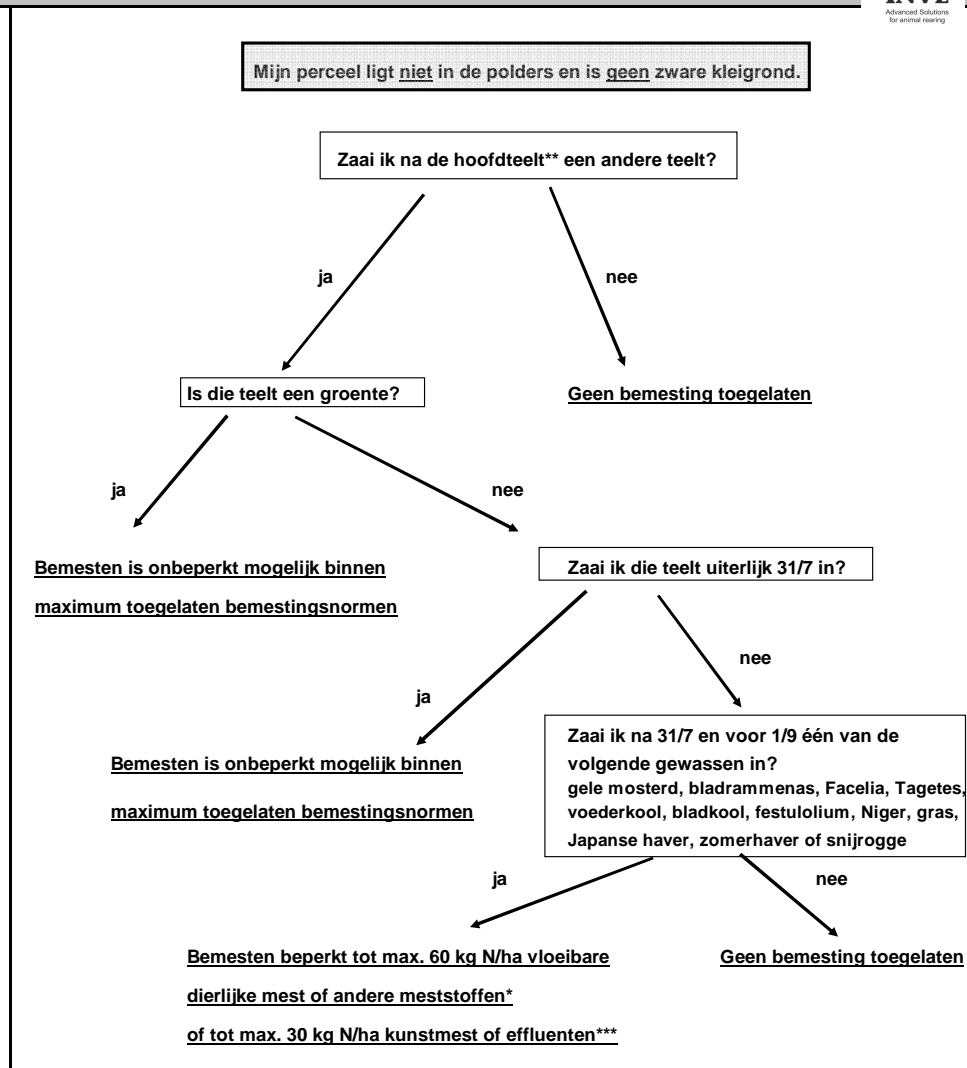 INVE
Advanced Solutions
for animal rearing
Mijn perceel ligt niet in de polders en is geen zware kleigrond.
Zaai ik na de hoofdteelt** een andere teelt?
ja
nee
Is die teelt een groente?
Geen bemesting toegelaten
ja
nee
Bemesten is onbeperkt mogelijk binnen
maximum toegelaten bemestingsnormen
Zaai ik die teelt uiterlijk 31/7 in?
nee
ja
Bemesten is onbeperkt mogelijk binnen
maximum toegelaten bemestingsnormen
Zaai ik na 31/7 en voor 1/9 één van de
volgende gewassen in?
gele mosterd, bladrammenas, Facelia, Tagetes,
voederkool, bladkool, festulolium, Niger, gras,
Japanse haver, zomerhaver of snijrogge
ja
nee
Bemesten beperkt tot max. 60 kg N/ha vloeibare
dierlijke mest of andere meststoffen*
of tot max. 30 kg N/ha kunstmest of effluenten***
Geen bemesting toegelaten